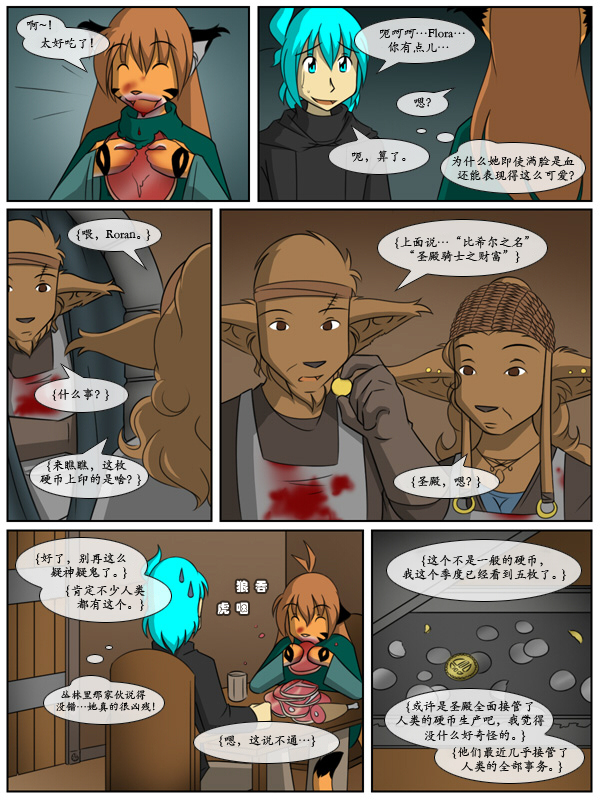 啊~!
太好吃了!
呃呵呵…Flora…
你有点儿…
嗯?
呃，算了。
为什么她即使满脸是血
还能表现得这么可爱?
{喂，Roran。}
{什么事?}
{来瞧瞧，这枚
硬币上印的是啥?}
{上面说…“比希尔之名”
“圣殿骑士之财富”}
{圣殿，嗯?}
{好了，别再这么
疑神疑鬼了。}
{肯定不少人类
都有这个。}
狼吞
虎咽
丛林里那家伙说得
没错…她真的很凶残!
{嗯，这说不通…}
{这个不是一般的硬币，
我这个季度已经看到五枚了。}
{或许是圣殿全面接管了
人类的硬币生产吧，我觉得
没什么好奇怪的。}
{他们最近几乎接管了
人类的全部事务。}